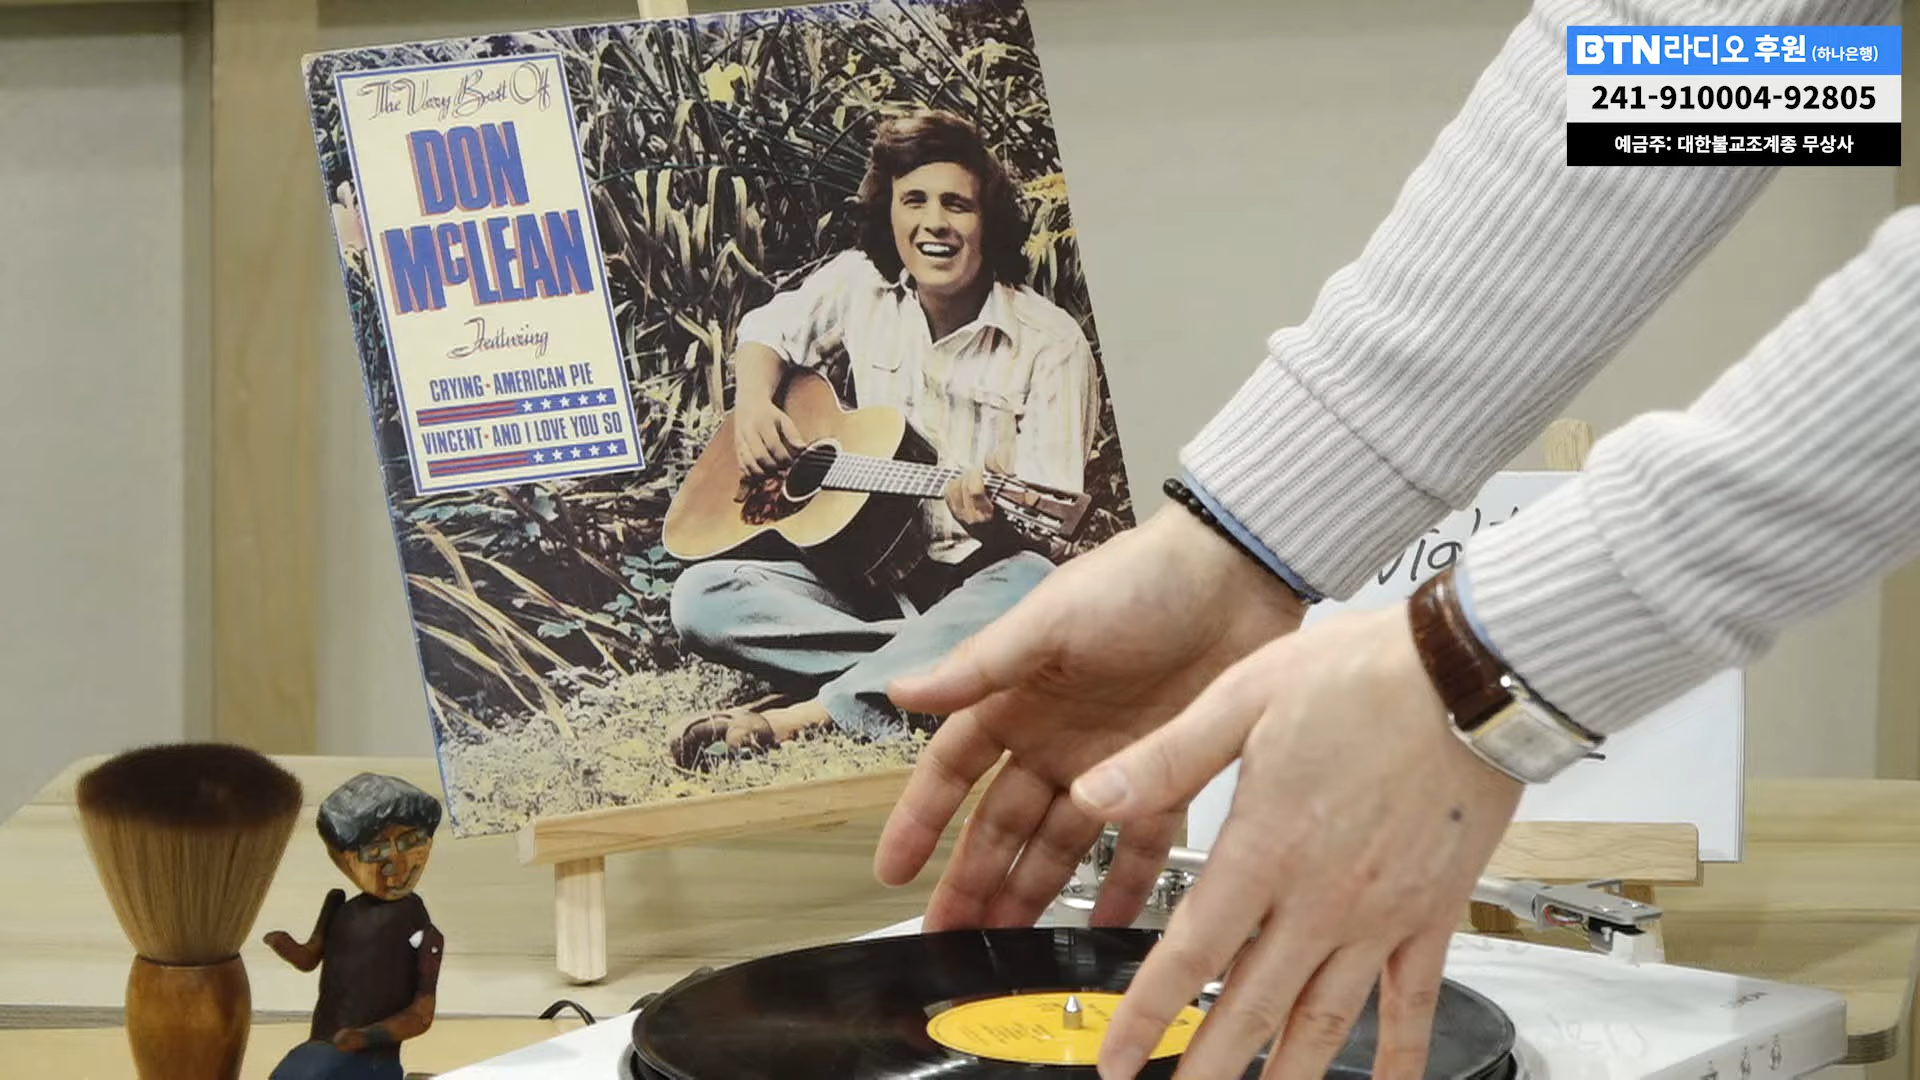 The Very Best Of
DON
McLEAN
Featuring
CRYING • AMERICAN PIE
VINCENT • AND I LOVE YOU SO
BTN라디오 후원 (하나은행)
241-910004-92805
예금주: 대한불교조계종 무상사